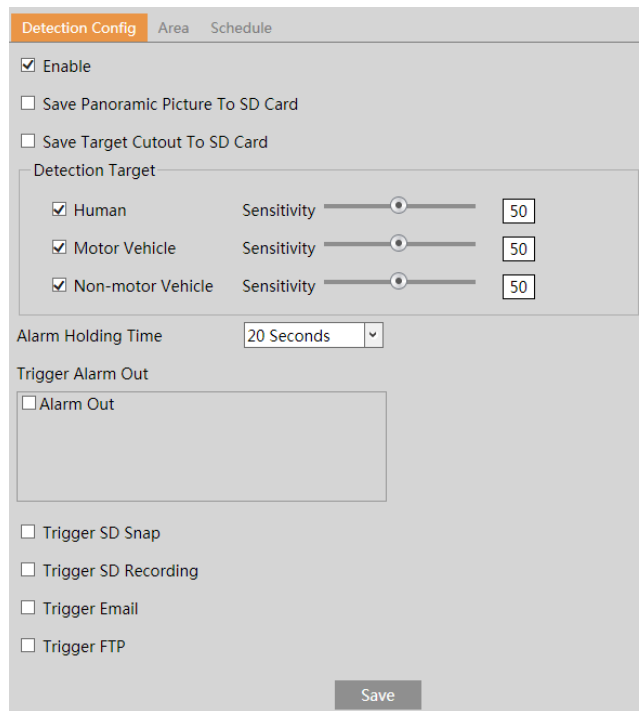 Detection Config Area Schedule
Enable
Save Panoramic Picture To SD Card
Save Target Cutout To SD Card
Detection Target
Human Sensitivity 50
Motor Vehicle Sensitivity 50
Non-motor Vehicle Sensitivity 50
Alarm Holding Time 20 Seconds
Trigger Alarm Out
Alarm Out
Trigger SD Snap
Trigger SD Recording
Trigger Email
Trigger FTP
Save